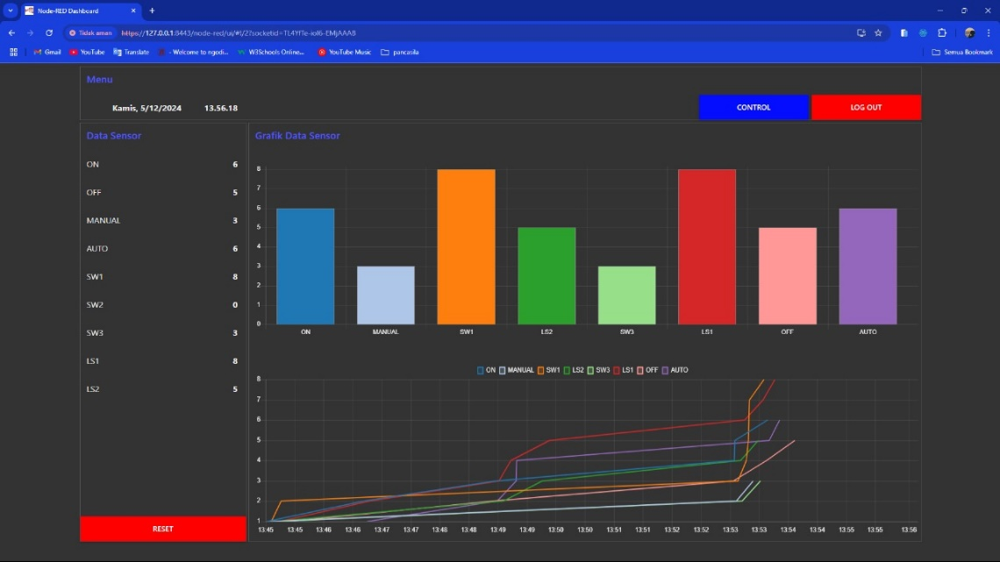 Node-RED Dashboard
Tidak aman
https://127.0.0.1:8443/node-red/ui/#!/2?socketid=TL4YfTe-iol6-EMjAAA8
Gmail YouTube Translate - Welcome to ngodi... W3Schools Online... YouTube Music pancasila Semua Bookmark
Menu
Kamis, 5/12/2024 13.56.18
CONTROL LOG OUT
Data Sensor
ON 6
OFF 5
MANUAL 3
AUTO 6
SW1 8
SW2 0
SW3 3
LS1 8
LS2 5
RESET
Grafik Data Sensor
8
7
6
5
4
3
2
1
0
ON MANUAL SW1 LS2 SW3 LS1 OFF AUTO
ON MANUAL SW1 LS2 SW3 LS1 OFF AUTO
8
7
6
5
4
3
2
1
13:45 13:45 13:46 13:46 13:47 13:47 13:48 13:48 13:49 13:49 13:50 13:50 13:51 13:51 13:52 13:52 13:53 13:53 13:54 13:54 13:55 13:55 13:56